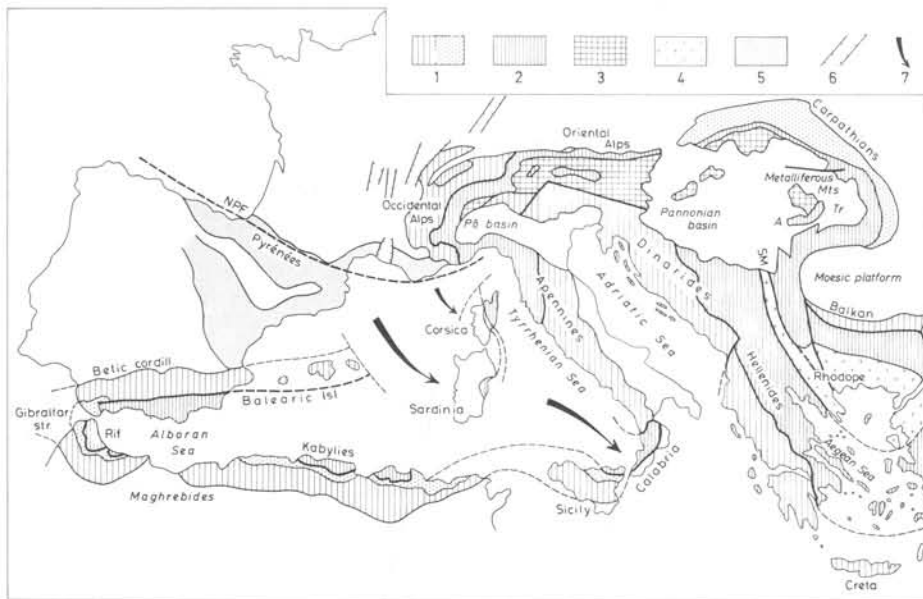 1 2 3 4 5 6 7
Carpathians
Oriental
Alps
Metalliferous
Mts
Occidental
Alps
NPF
Pyrénées
Pô basin
Pannonian
basin
A
Tr
SM
Dinarides
Moesic platform
Balkan
Adriatic Sea
Apennines
Corsica
Tyrrhenian Sea
Betic cordill
Balearic Isl
Sardinia
Hellenides
Rhodope
Gibraltar
str.
Alboran
Sea
Rif
Kabylies
Maghrebides
Calabria
Sicily
Aegean Sea
Creta